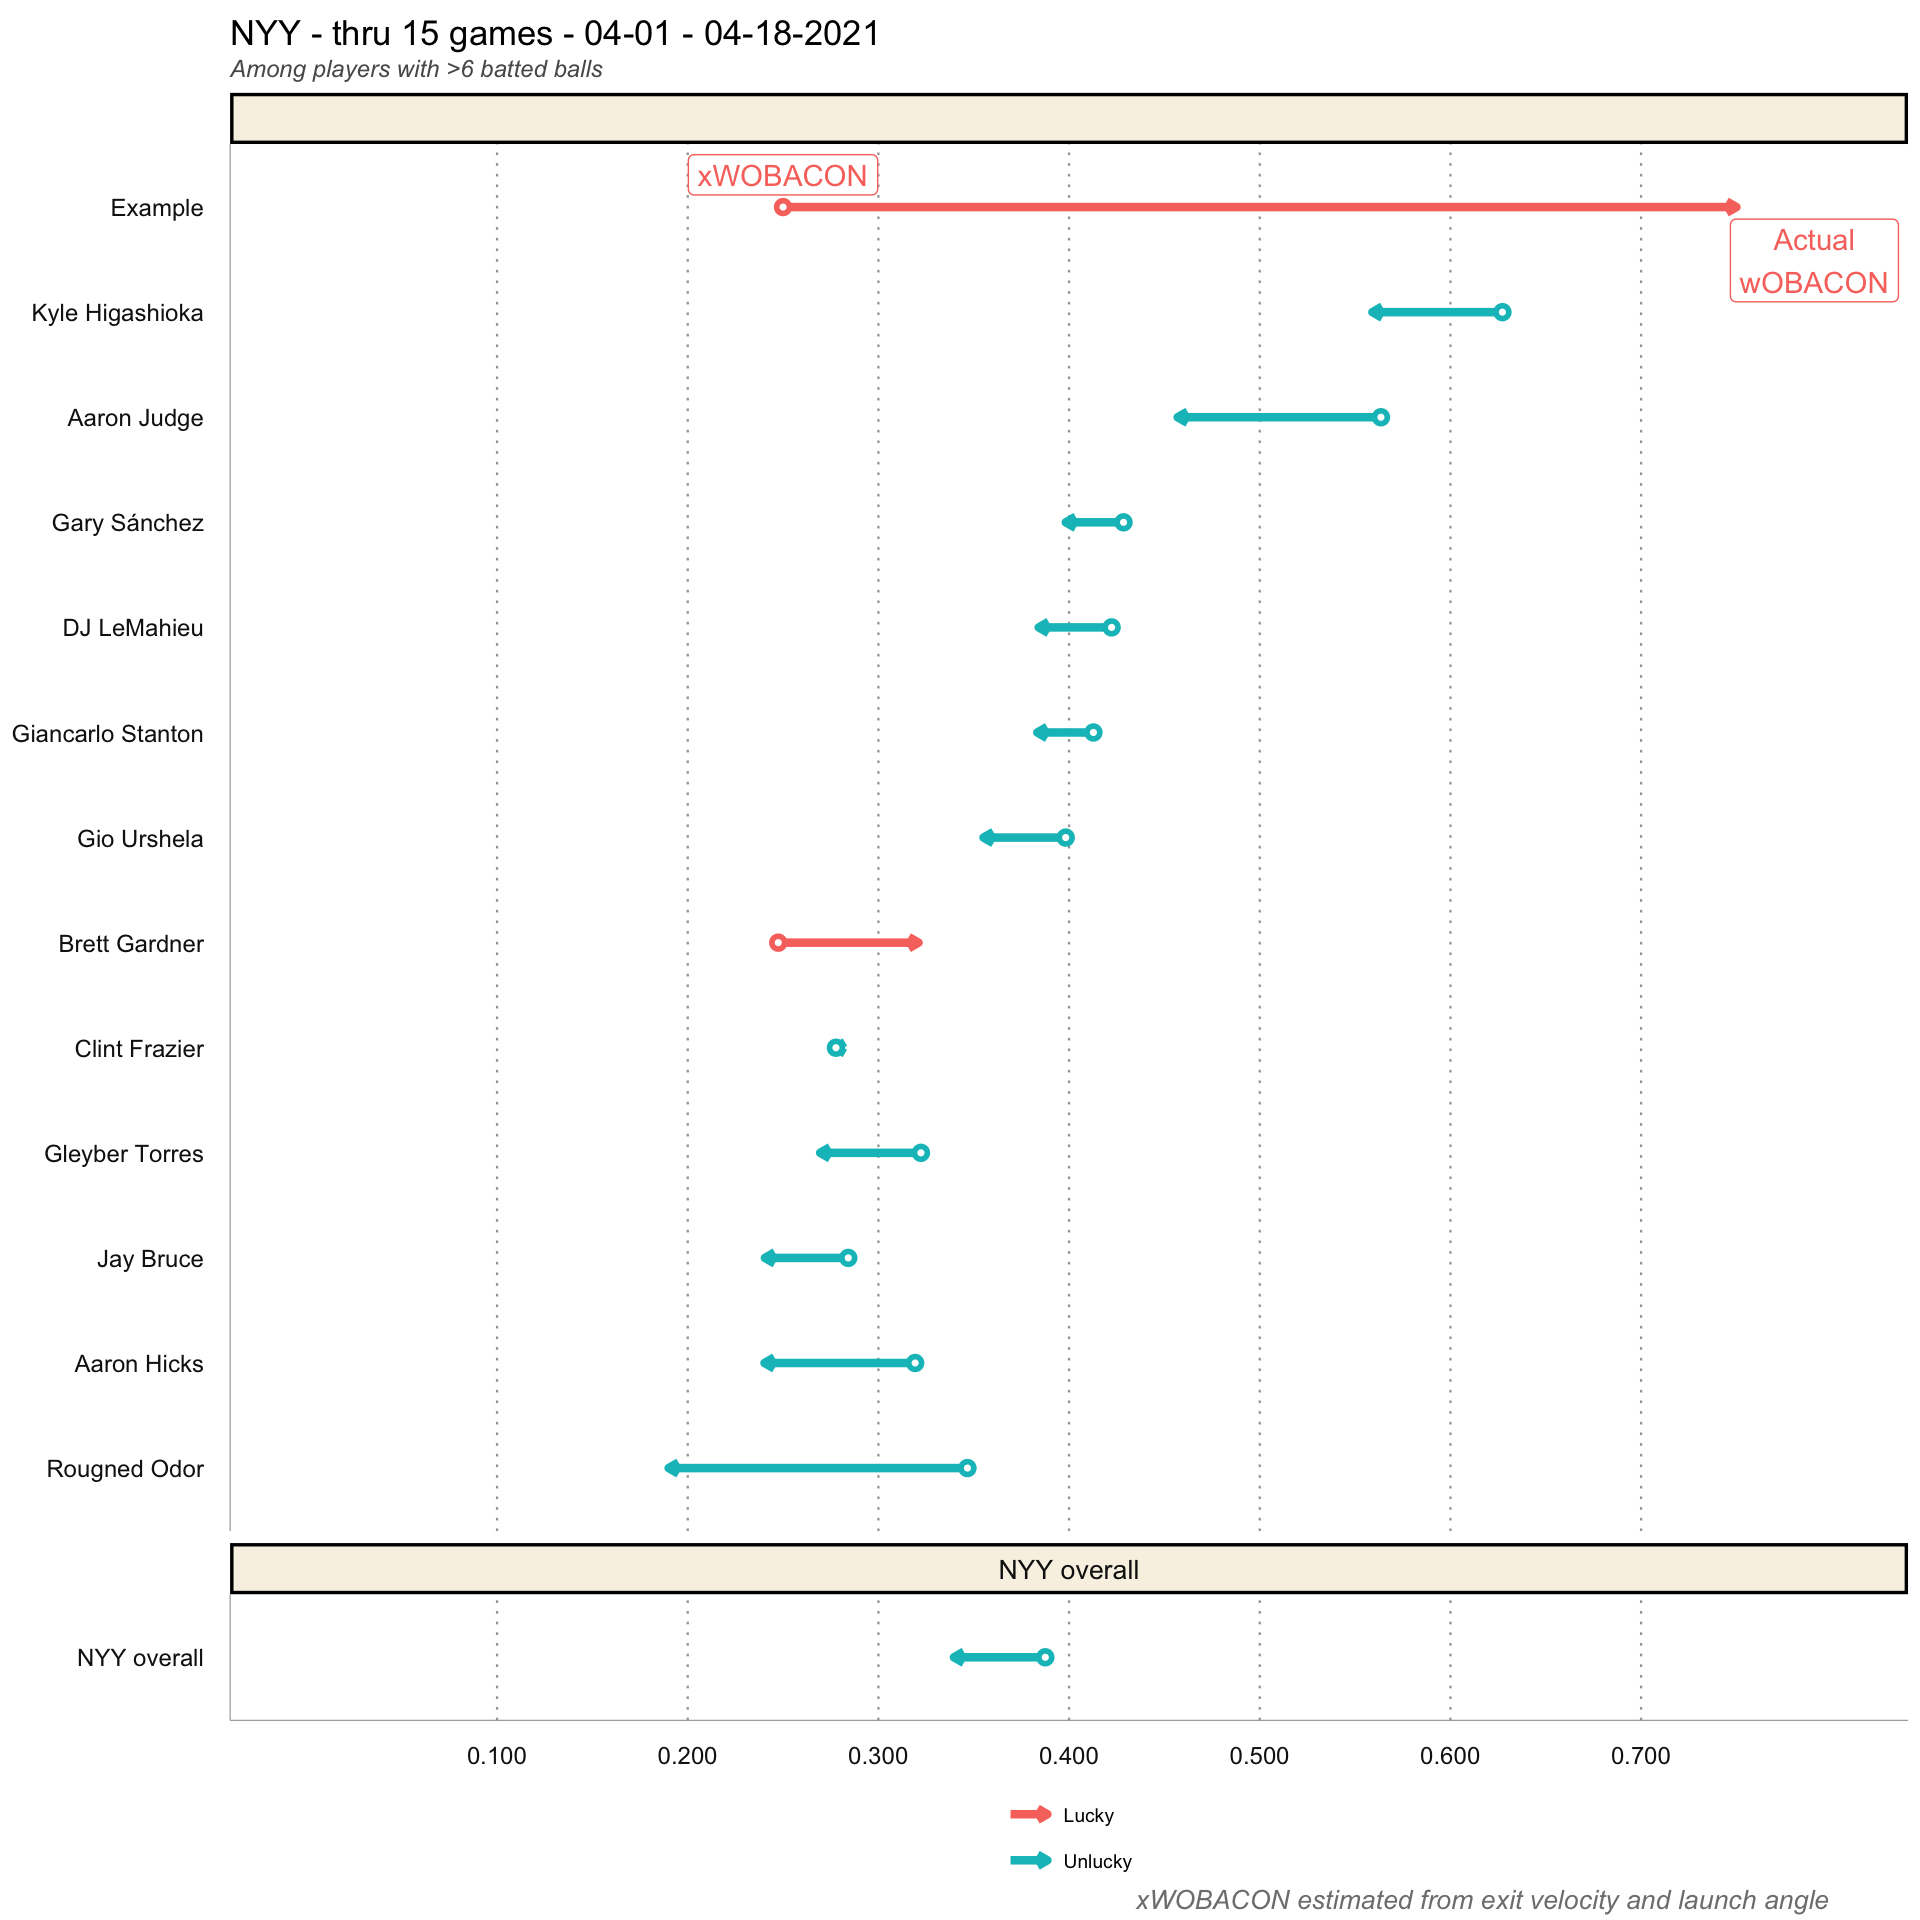 NYY - thru 15 games - 04-01 - 04-18-2021
Among players with >6 batted balls
xWOBACON
Example
Actual
wOBACON
Kyle Higashioka
Aaron Judge
Gary Sánchez
DJ LeMahieu
Giancarlo Stanton
Gio Urshela
Brett Gardner
Clint Frazier
Gleyber Torres
Jay Bruce
Aaron Hicks
Rougned Odor
NYY overall
NYY overall
0.100 0.200 0.300 0.400 0.500 0.600 0.700
Lucky
Unlucky
xWOBACON estimated from exit velocity and launch angle